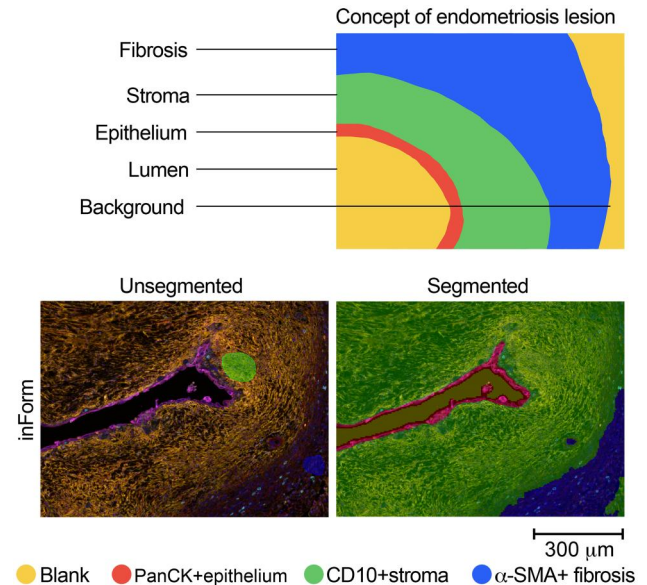 Concept of endometriosis lesion
Fibrosis
Stroma
Epithelium
Lumen
Background
Unsegmented
Segmented
inForm
300 μm
Blank
PanCK+epithelium
CD10+stroma
α-SMA+ fibrosis